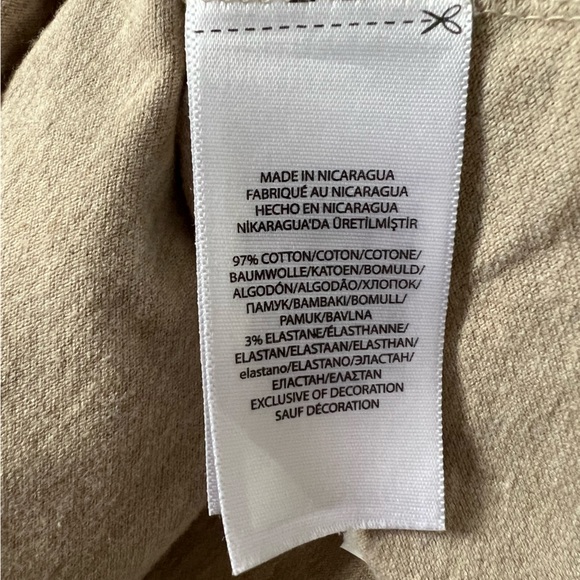 MADE IN NICARAGUA
FABRIQUÉ AU NICARAGUA
HECHO EN NICARAGUA
NİKARAGUA'DA ÜRETİLMİŞTİR
97% COTTON/COTON/COTONE/
BAUMWOLLE/KATOEN/BOMULD/
ALGODÓN/ALGODÃO/ХЛОПОК/
ПАМУК/BAMBAKI/BOMULL/
PAMUK/BAVLNA
3% ELASTANE/ÉLASTHANNE/
ELASTAN/ELASTAAN/ELASTHAN/
elastano/ELASTANO/ЭЛАСТАН/
ЕЛАСТАН/ΕΛΑΣΤΑΝ
EXCLUSIVE OF DECORATION
SAUF DÉCORATION